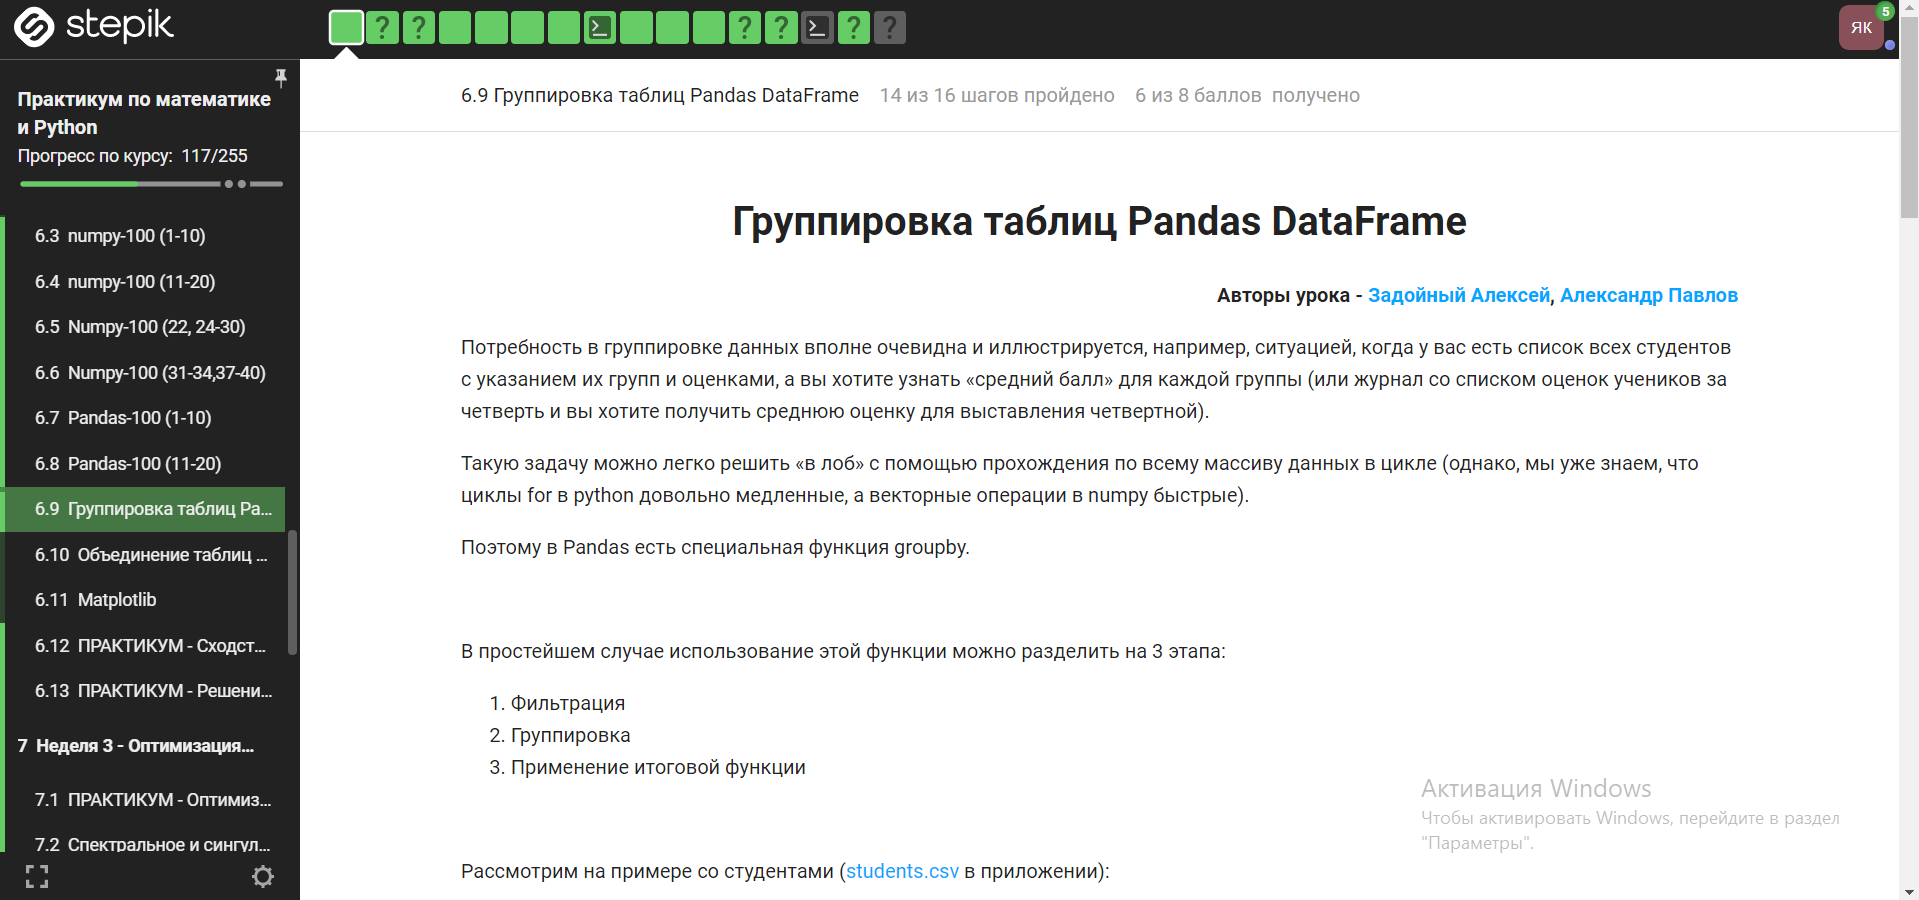 stepik
? ? ? ? ? ?
ЯК
5
Практикум по математике
и Python
Прогресс по курсу: 117/255
6.3 numpy-100 (1-10)
6.4 numpy-100 (11-20)
6.5 Numpy-100 (22, 24-30)
6.6 Numpy-100 (31-34,37-40)
6.7 Pandas-100 (1-10)
6.8 Pandas-100 (11-20)
6.9 Группировка таблиц Pa...
6.10 Объединение таблиц ...
6.11 Matplotlib
6.12 ПРАКТИКУМ - Сходст...
6.13 ПРАКТИКУМ - Решени...
7 Неделя 3 - Оптимизация...
7.1 ПРАКТИКУМ - Оптимиз...
7.2 Спектральное и сингул...
6.9 Группировка таблиц Pandas DataFrame 14 из 16 шагов пройдено 6 из 8 баллов получено
Группировка таблиц Pandas DataFrame
Авторы урока - Задойный Алексей, Александр Павлов
Потребность в группировке данных вполне очевидна и иллюстрируется, например, ситуацией, когда у вас есть список всех студентов
с указанием их групп и оценками, а вы хотите узнать «средний балл» для каждой группы (или журнал со списком оценок учеников за
четверть и вы хотите получить среднюю оценку для выставления четвертной).
Такую задачу можно легко решить «в лоб» с помощью прохождения по всему массиву данных в цикле (однако, мы уже знаем, что
циклы for в python довольно медленные, а векторные операции в numpy быстрые).
Поэтому в Pandas есть специальная функция groupby.
В простейшем случае использование этой функции можно разделить на 3 этапа:
1. Фильтрация
2. Группировка
3. Применение итоговой функции
Рассмотрим на примере со студентами (students.csv в приложении):
Активация Windows
Чтобы активировать Windows, перейдите в раздел
"Параметры".